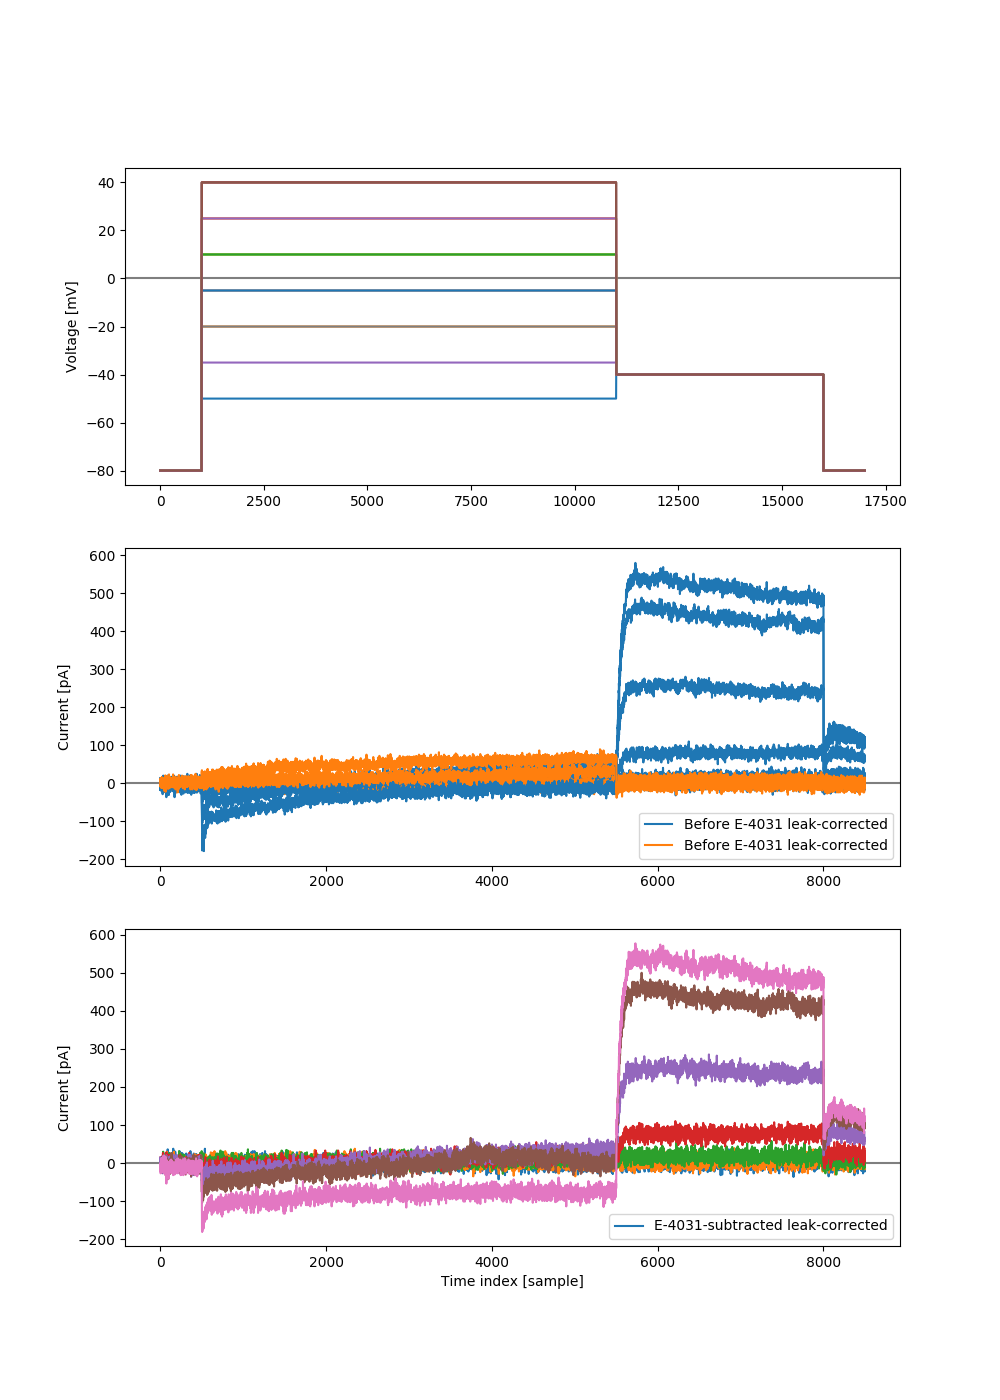 40
20
0
−20
−40
−60
−80
Voltage [mV]
0 2500 5000 7500 10000 12500 15000 17500
600
500
400
300
200
100
0
−100
−200
Current [pA]
Before E-4031 leak-corrected
Before E-4031 leak-corrected
0 2000 4000 6000 8000
600
500
400
300
200
100
0
−100
−200
Current [pA]
E-4031-subtracted leak-corrected
0 2000 4000 6000 8000
Time index [sample]